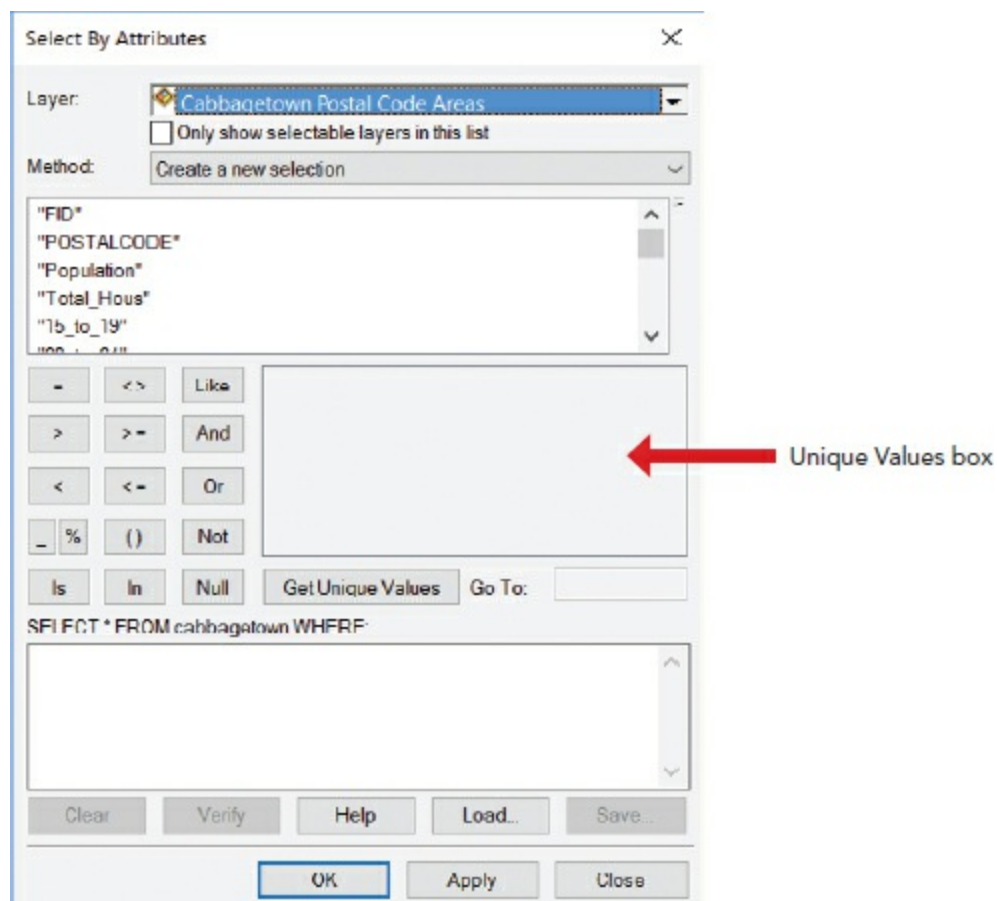 Select By Attributes
Layer: Cabbagetown Postal Code Areas
Only show selectable layers in this list
Method: Create a new selection
"FID"
"POSTALCODE"
"Population"
"Total_Hous"
"15_to_19"
= <> Like
> >= And
Unique Values box
< <= Or
_ % () Not
Is In Null Get Unique Values Go To:
SELECT * FROM cabbagetown WHERE:
Clear Verify Help Load... Save...
OK Apply Close